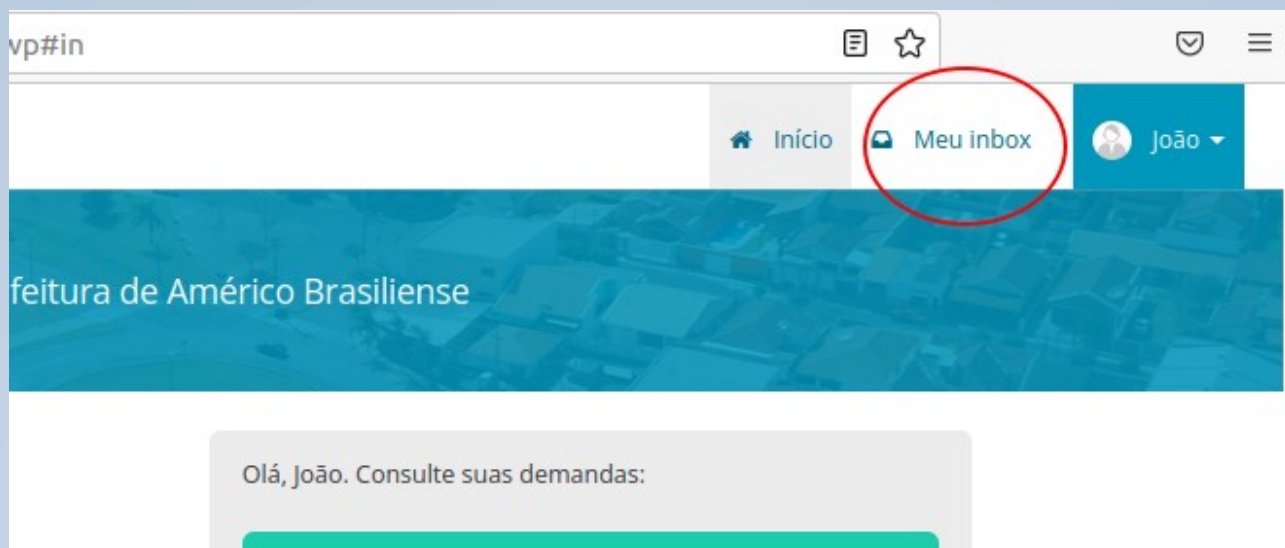 vp#in
Início
Meu inbox
João
feitura de Américo Brasiliense
Olá, João. Consulte suas demandas: